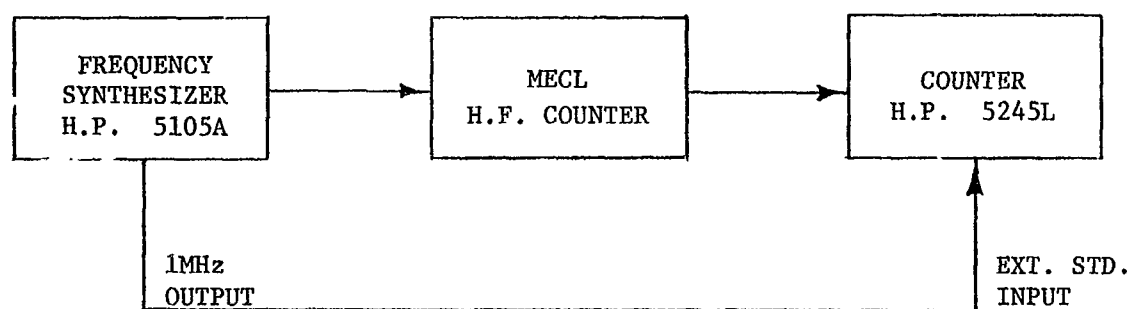 FREQUENCY
SYNTHESIZER
H.P. 5105A
MECL
H.F. COUNTER
COUNTER
H.P. 5245L
1MHz
OUTPUT
EXT. STD.
INPUT